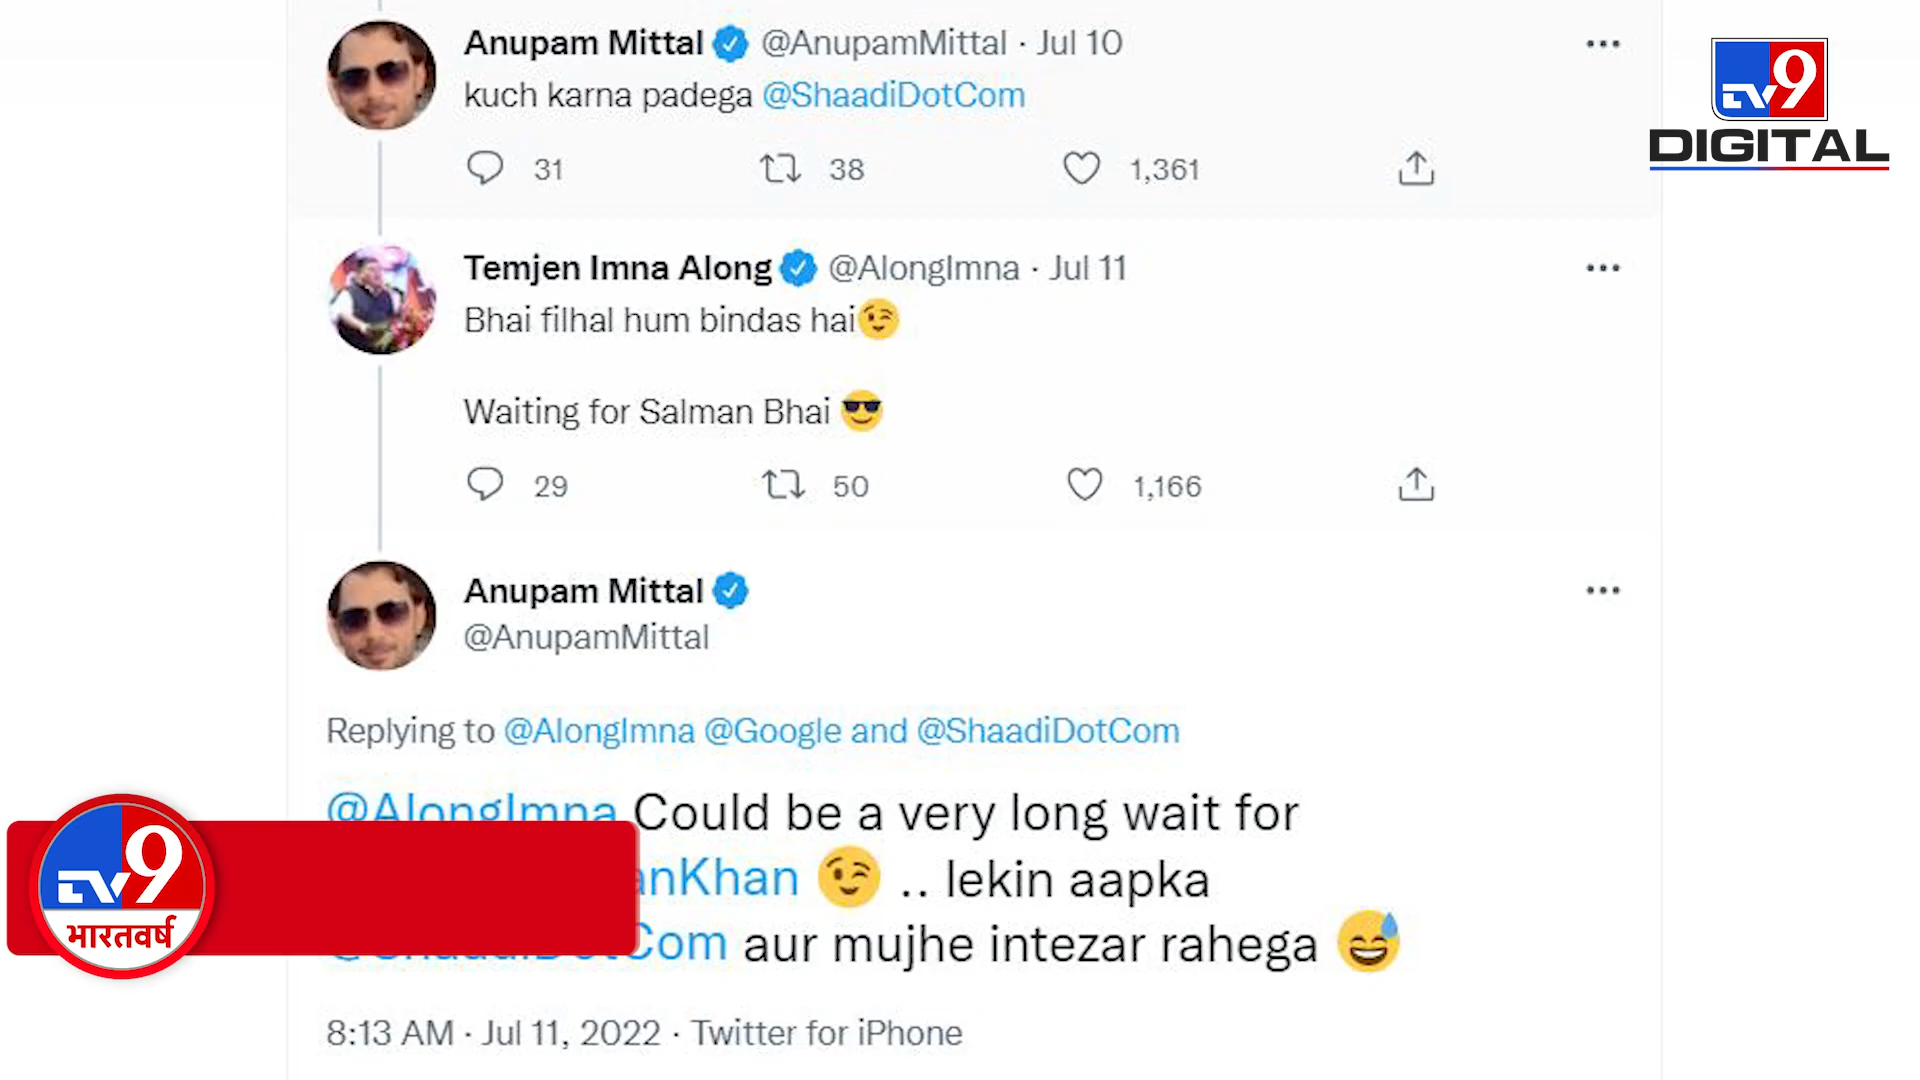 Anupam Mittal @AnupamMittal · Jul 10
kuch karna padega @ShaadiDotCom
31 38 1,361
TV9
DIGITAL
Temjen Imna Along @AlongImna · Jul 11
Bhai filhal hum bindas hai😉
Waiting for Salman Bhai 😎
29 50 1,166
Anupam Mittal
@AnupamMittal
Replying to @AlongImna @Google and @ShaadiDotCom
@AlongImna Could be a very long wait for
anKhan 😉 .. lekin aapka
Com aur mujhe intezar rahega 😅
TV9
भारतवर्ष
8:13 AM · Jul 11, 2022 · Twitter for iPhone